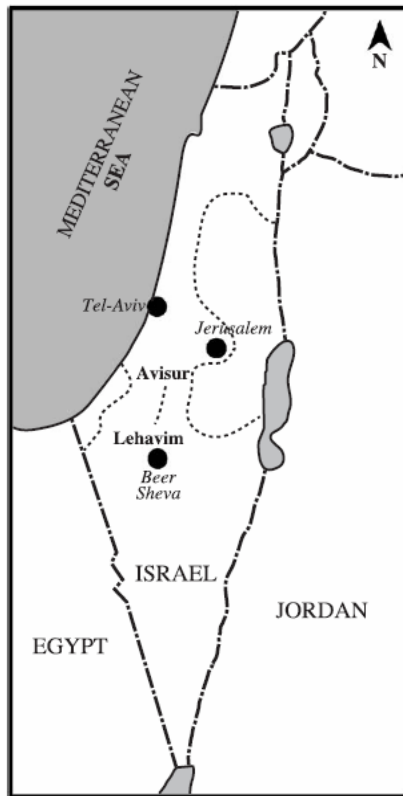 MEDITERRANEAN
SEA
N
Tel-Aviv
Jerusalem
Avisur
Lehavim
Beer
Sheva
ISRAEL
JORDAN
EGYPT